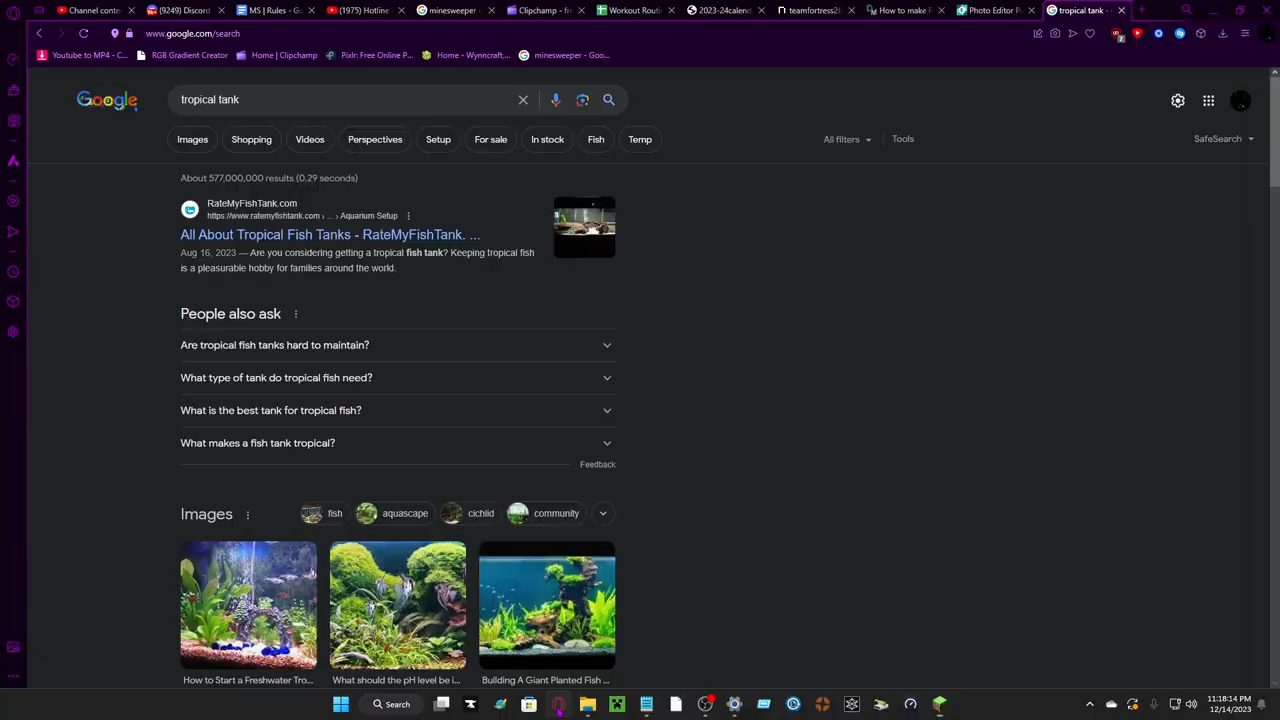 Channel conte
(9249) Discord
MS | Rules - G
(1975) Hotline
minesweeper -
Clipchamp - fr
Workout Rout
2023-24calend
teamfortress2f
How to make P
Photo Editor P
tropical tank -
www.google.com/search
7
Youtube to MP4 - C...
RGB Gradient Creator
Home | Clipchamp
Pixlr: Free Online P...
Home - Wynncraft,...
minesweeper - Goo...
Google
tropical tank
Images
Shopping
Videos
Perspectives
Setup
For sale
In stock
Fish
Temp
All filters
Tools
SafeSearch
About 577,000,000 results (0.29 seconds)
RateMyFishTank.com
https://www.ratemyfishtank.com › ... › Aquarium Setup
All About Tropical Fish Tanks - RateMyFishTank. ...
Aug 16, 2023 — Are you considering getting a tropical fish tank? Keeping tropical fish
is a pleasurable hobby for families around the world.
People also ask
Are tropical fish tanks hard to maintain?
What type of tank do tropical fish need?
What is the best tank for tropical fish?
What makes a fish tank tropical?
Feedback
Images
fish
aquascape
cichlid
community
How to Start a Freshwater Tro...
What should the pH level be i...
Building A Giant Planted Fish ...
Search
11:18:14 PM
12/14/2023